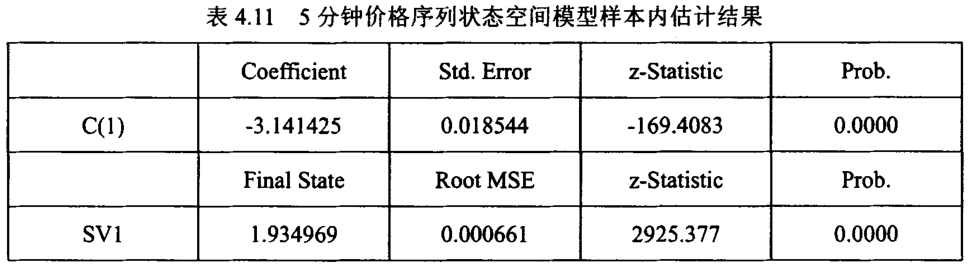 表 4.11 5 分钟价格序列状态空间模型样本内估计结果
Coefficient Std. Error z-Statistic Prob.
C(1) -3.141425 0.018544 -169.4083 0.0000
Final State Root MSE z-Statistic Prob.
SV1 1.934969 0.000661 2925.377 0.0000